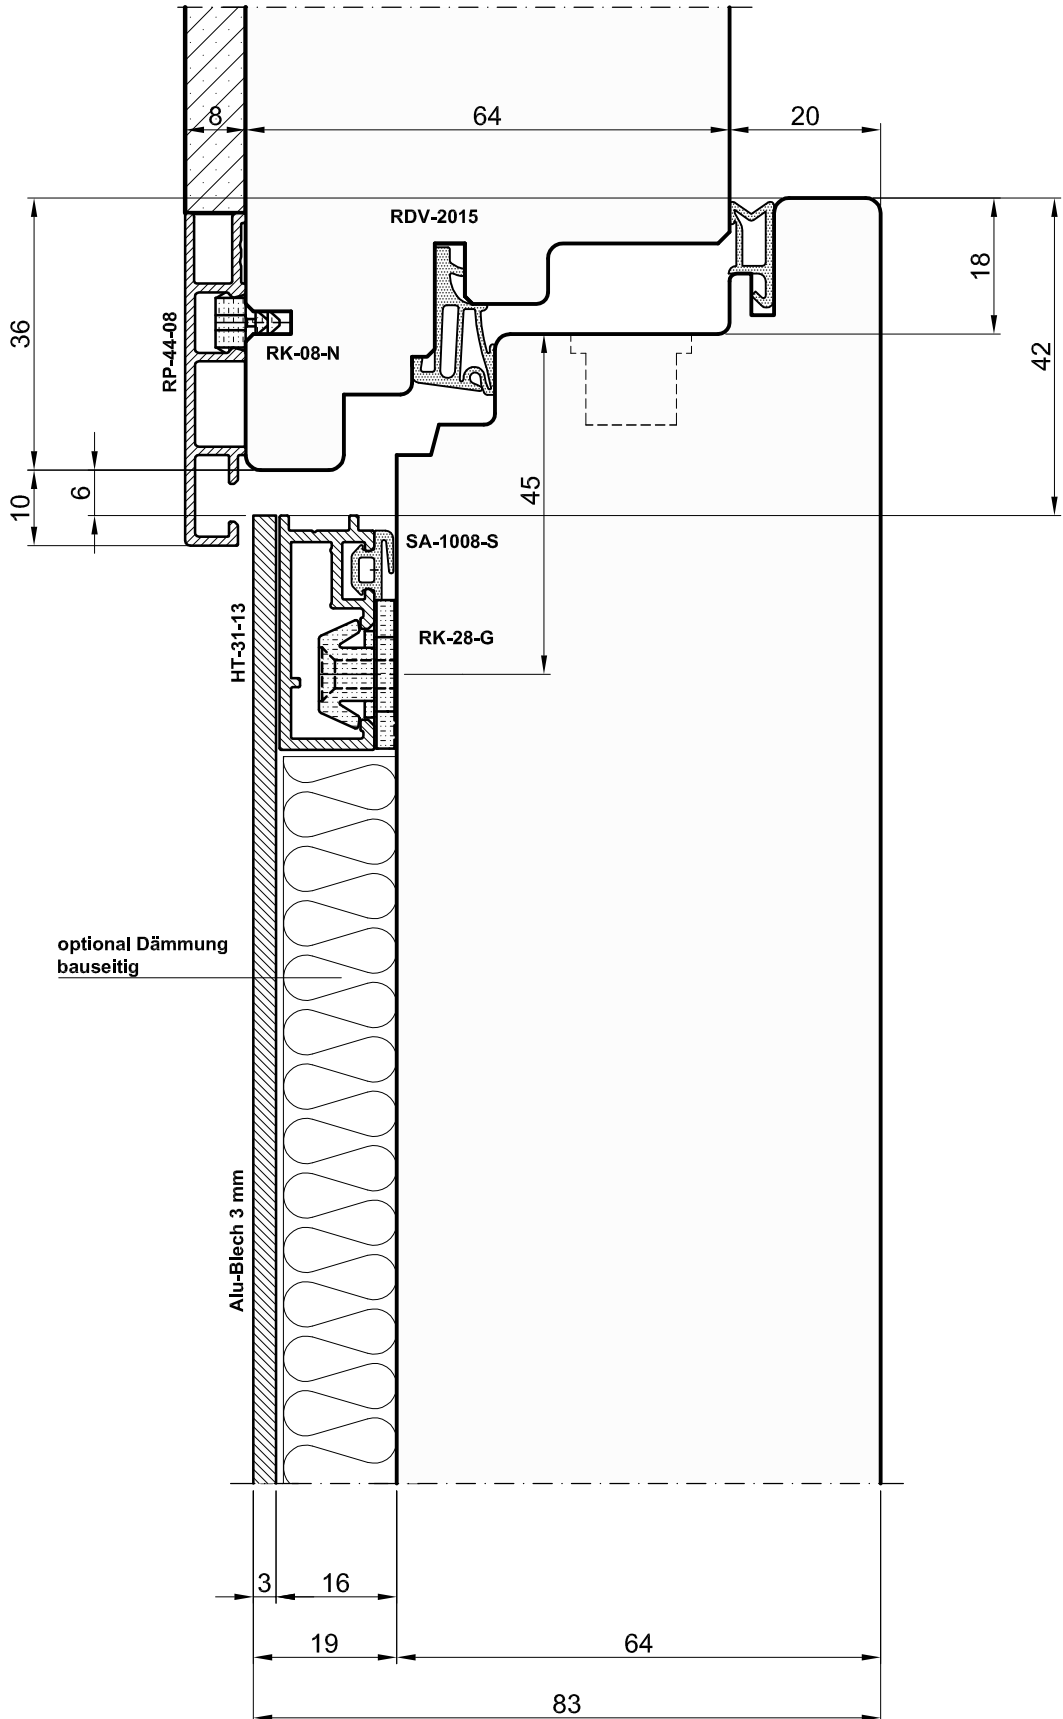 8
64
20
RDV-2015
18
36
RP-44-08
RK-08-N
42
6
10
45
SA-1008-S
HT-31-13
RK-28-G
optional Dämmung
bauseitig
Alu-Blech 3 mm
3
16
19
64
83